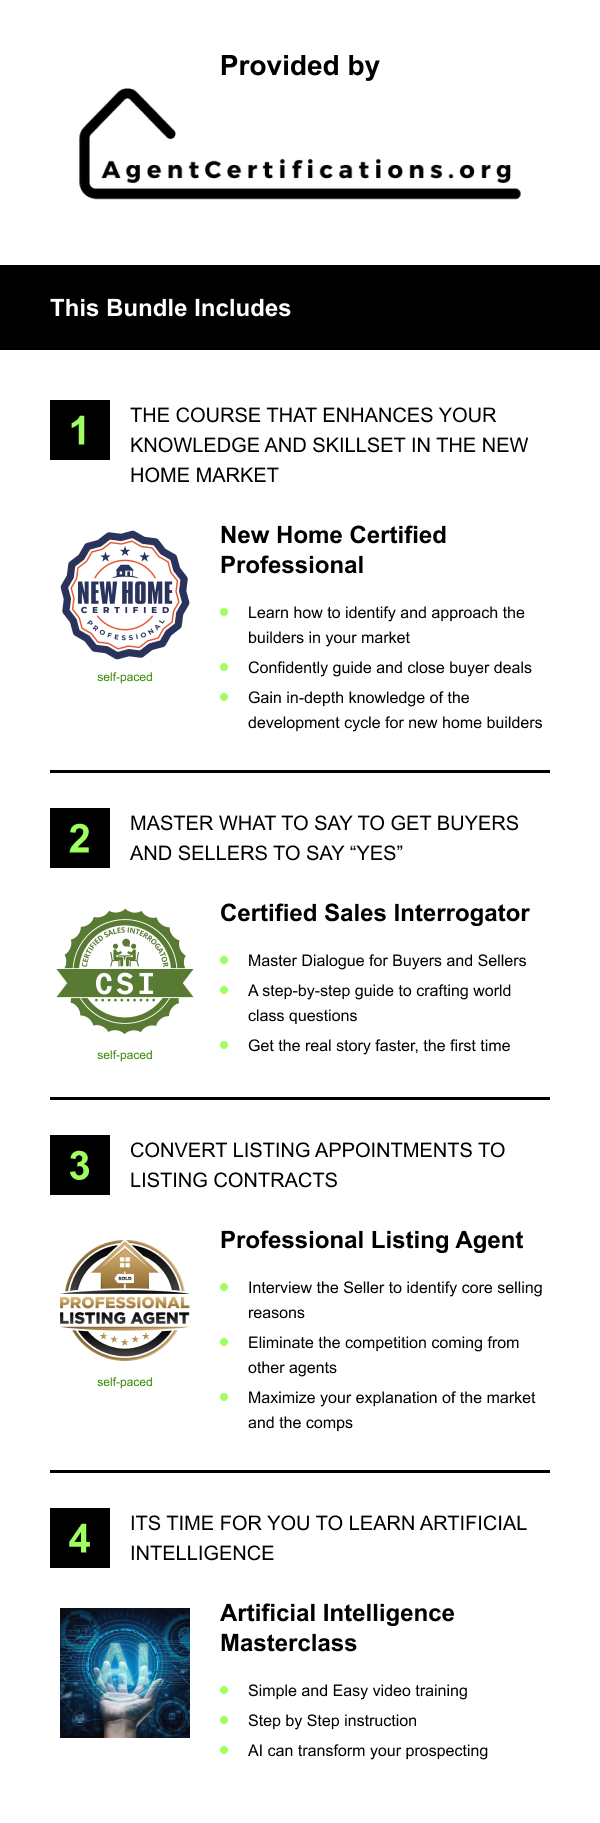 Provided by
AgentCertifications.org
This Bundle Includes
1
THE COURSE THAT ENHANCES YOUR
KNOWLEDGE AND SKILLSET IN THE NEW
HOME MARKET
NEW HOME
CERTIFIED
PROFESSIONAL
self-paced
New Home Certified
Professional
Learn how to identify and approach the
builders in your market
Confidently guide and close buyer deals
Gain in-depth knowledge of the
development cycle for new home builders
2
MASTER WHAT TO SAY TO GET BUYERS
AND SELLERS TO SAY “YES”
CERTIFIED SALES INTERROGATOR
CSI
self-paced
Certified Sales Interrogator
Master Dialogue for Buyers and Sellers
A step-by-step guide to crafting world
class questions
Get the real story faster, the first time
3
CONVERT LISTING APPOINTMENTS TO
LISTING CONTRACTS
SOLD
PROFESSIONAL
LISTING AGENT
self-paced
Professional Listing Agent
Interview the Seller to identify core selling
reasons
Eliminate the competition coming from
other agents
Maximize your explanation of the market
and the comps
4
ITS TIME FOR YOU TO LEARN ARTIFICIAL
INTELLIGENCE
AI
Artificial Intelligence
Masterclass
Simple and Easy video training
Step by Step instruction
AI can transform your prospecting